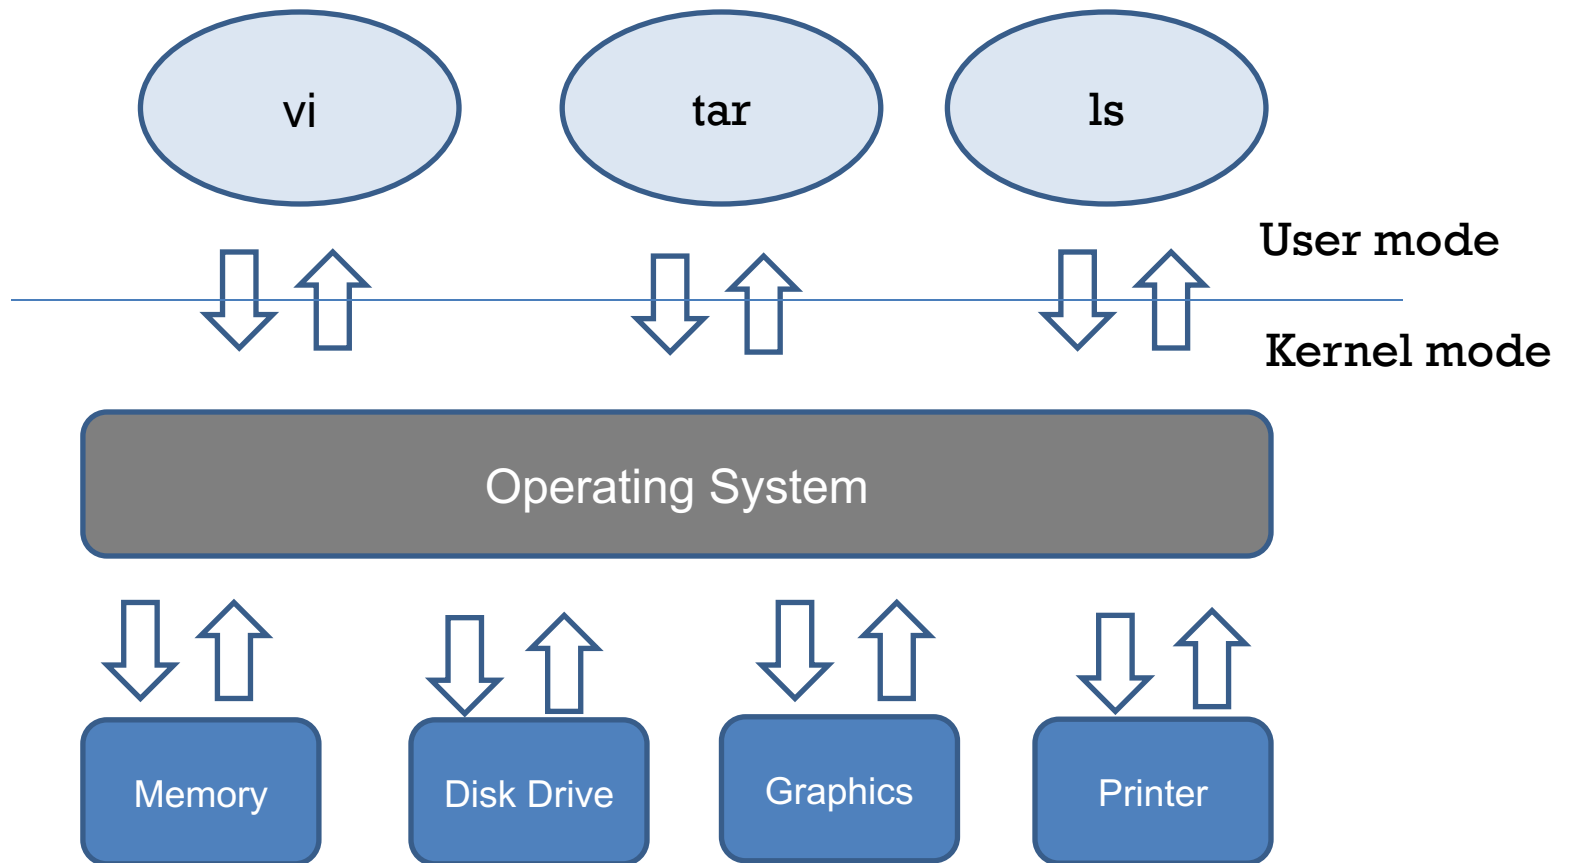 vi
tar
ls
User mode
Kernel mode
Operating System
Memory
Disk Drive
Graphics
Printer